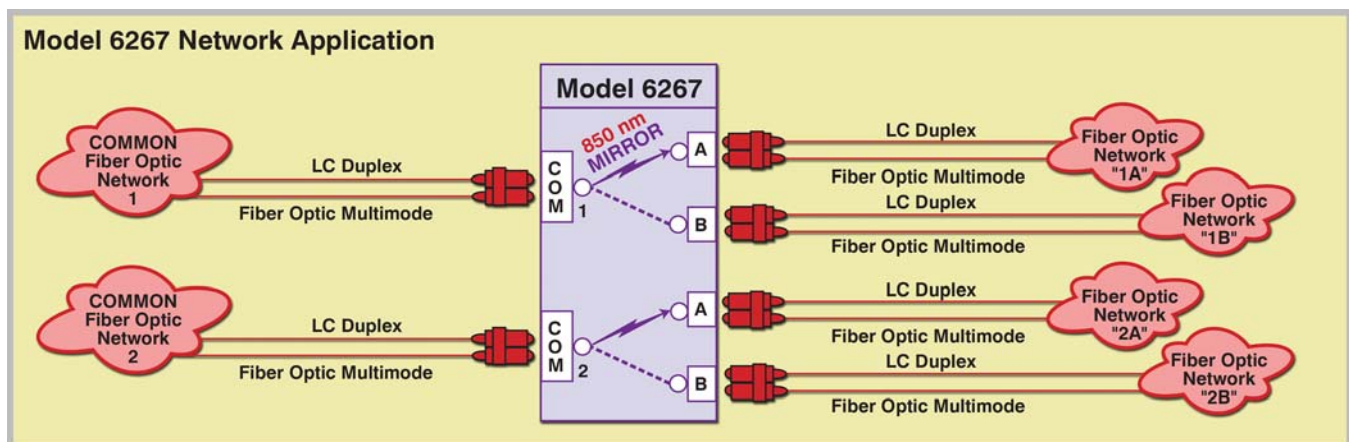 Model 6267 Network Application
COMMON
Fiber Optic
Network
1
LC Duplex
Fiber Optic Multimode
COMMON
Fiber Optic
Network
2
LC Duplex
Fiber Optic Multimode
Model 6267
850 nm
MIRROR
COM
1
A
B
COM
2
A
B
LC Duplex
Fiber Optic Multimode
Fiber Optic
Network
"1A"
LC Duplex
Fiber Optic Multimode
Fiber Optic
Network
"1B"
LC Duplex
Fiber Optic Multimode
Fiber Optic
Network
"2A"
LC Duplex
Fiber Optic Multimode
Fiber Optic
Network
"2B"